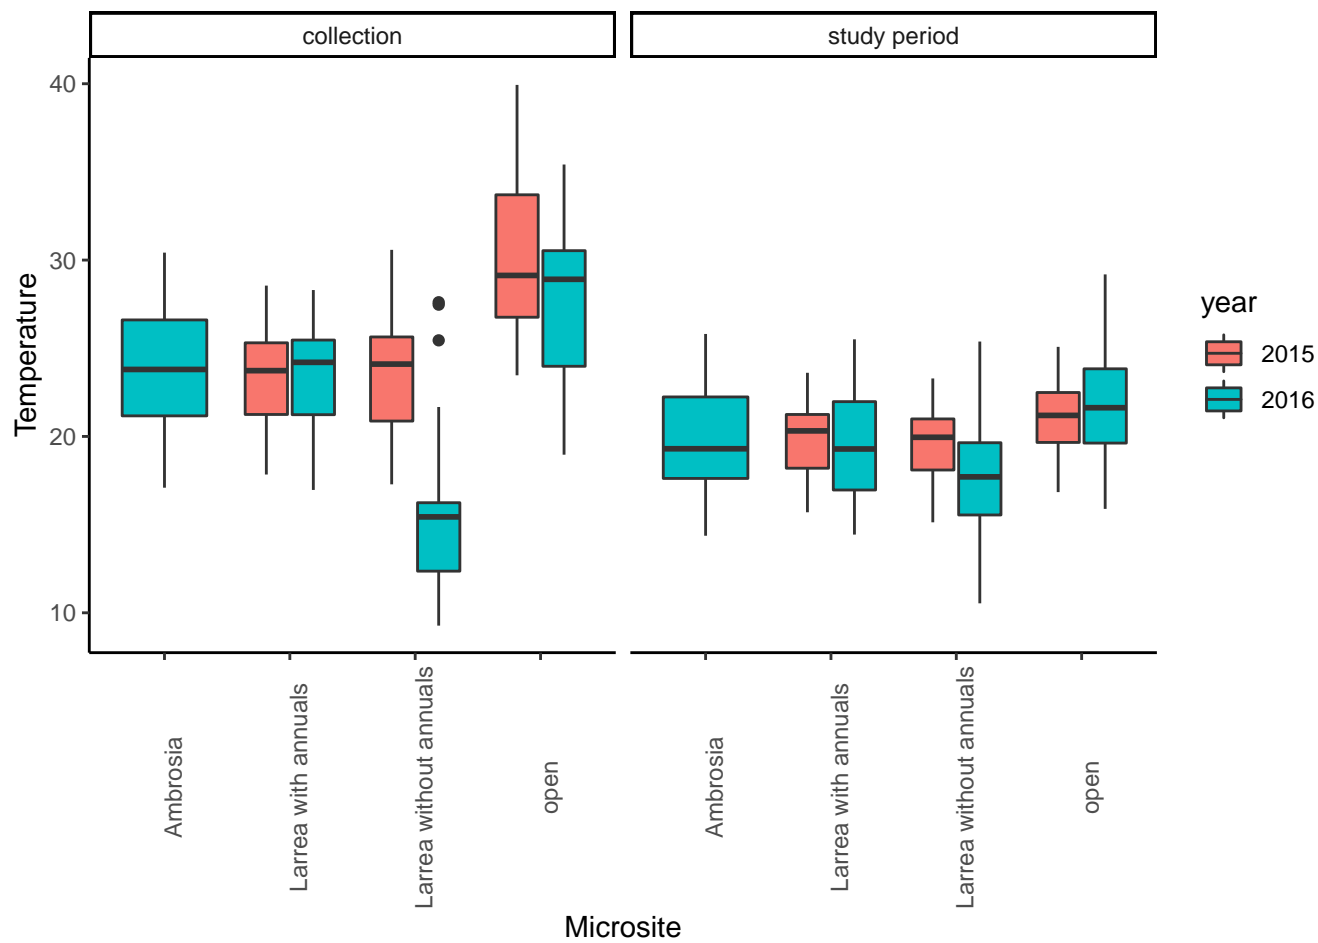 collection
study period
40
30
20
10
Temperature
Ambrosia
Larrea with annuals
Larrea without annuals
open
Ambrosia
Larrea with annuals
Larrea without annuals
open
Microsite
year
2015
2016